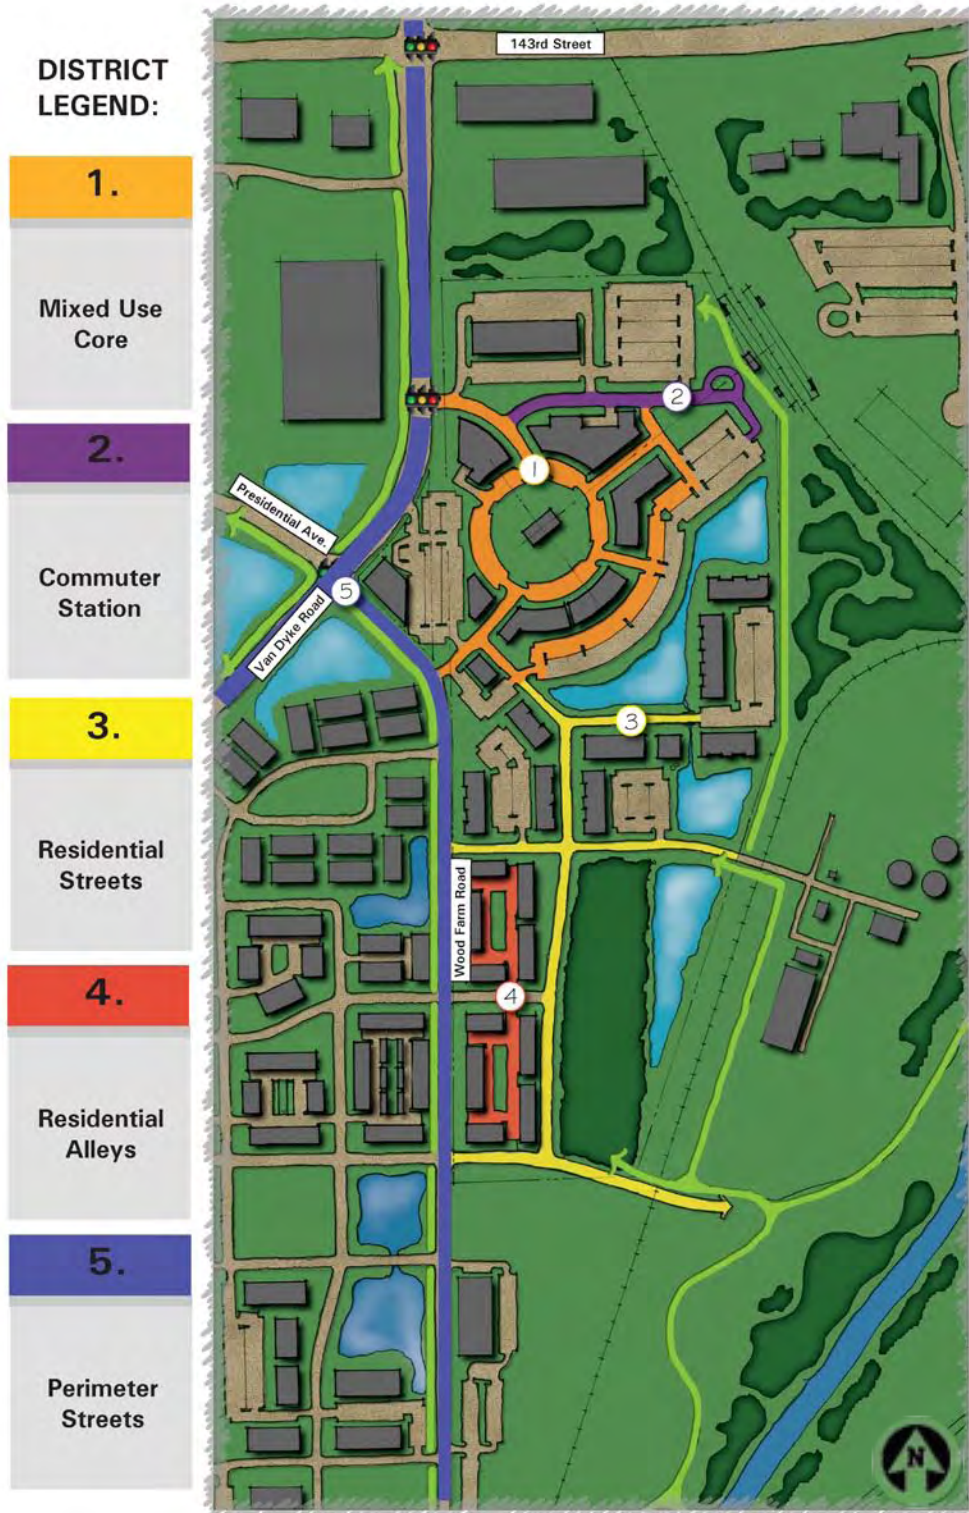 DISTRICT
LEGEND:
1.
Mixed Use
Core
2.
Commuter
Station
3.
Residential
Streets
4.
Residential
Alleys
5.
Perimeter
Streets
143rd Street
2
1
Presidential Ave.
5
Van Dyke Road
3
Wood Farm Road
4
N